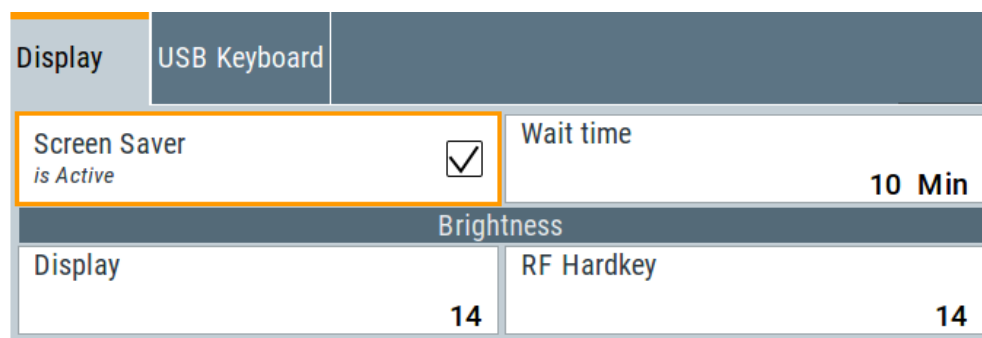 Display USB Keyboard
Screen Saver
is Active
Wait time
10 Min
Brightness
Display
14
RF Hardkey
14